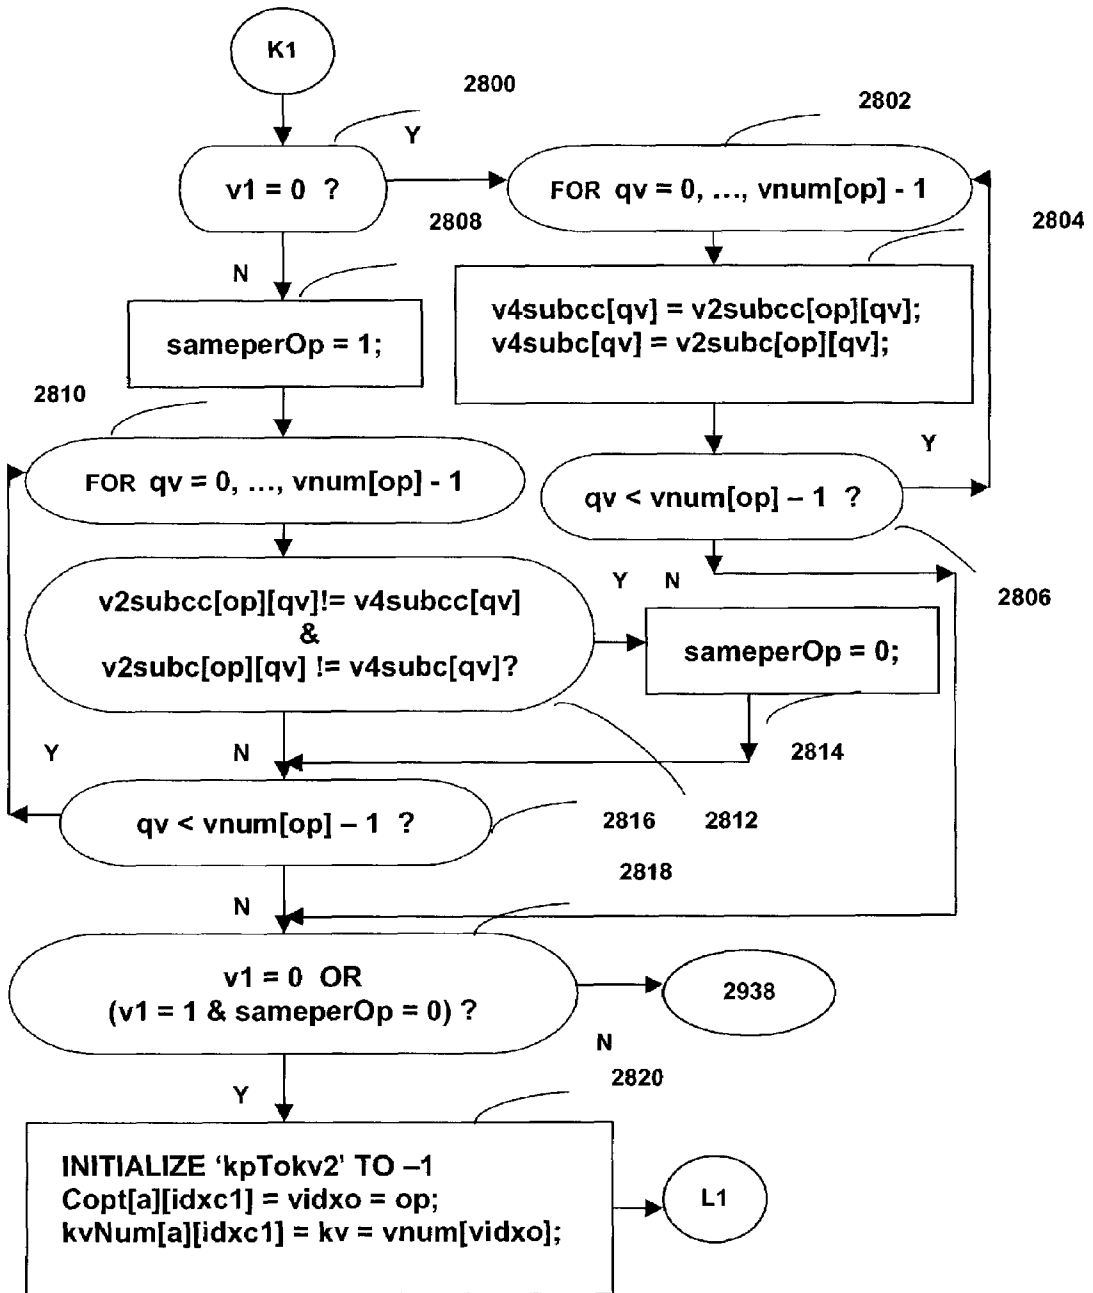 K1
2800
2802
Y
v1 = 0 ?
FOR qv = 0, ..., vnum[op] - 1
2808
2804
N
v4subcc[qv] = v2subcc[op][qv];
v4subc[qv] = v2subc[op][qv];
sameperOp = 1;
2810
Y
FOR qv = 0, ..., vnum[op] - 1
qv < vnum[op] – 1 ?
Y N
2806
v2subcc[op][qv]!= v4subcc[qv]
&
v2subc[op][qv] != v4subc[qv]?
sameperOp = 0;
Y
N
2814
qv < vnum[op] – 1 ?
2816
2812
2818
N
v1 = 0 OR
(v1 = 1 & sameperOp = 0) ?
2938
N
2820
Y
INITIALIZE ‘kpTokv2’ TO –1
Copt[a][idxc1] = vidxo = op;
kvNum[a][idxc1] = kv = vnum[vidxo];
L1